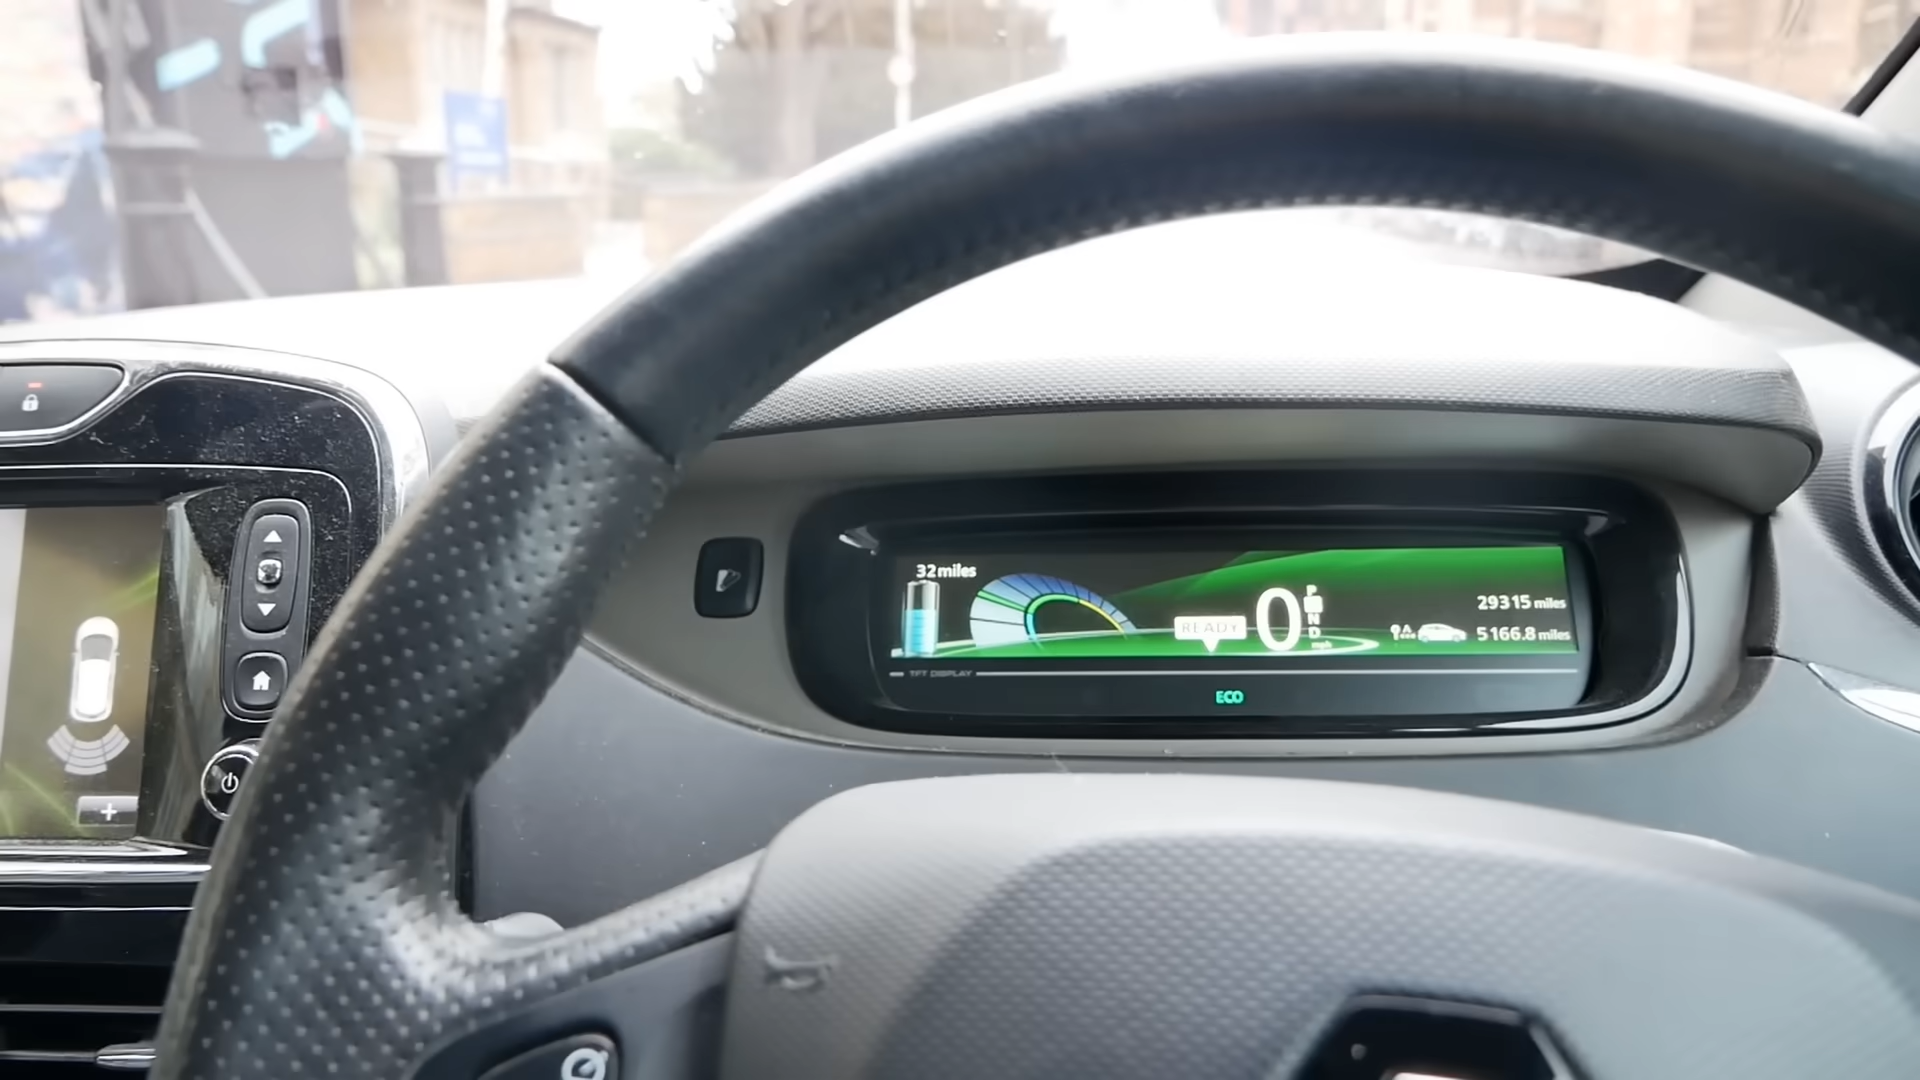 32 miles
READY
0
P
N
D
mph
29315 miles
A
5166.8 miles
TFT DISPLAY
ECO